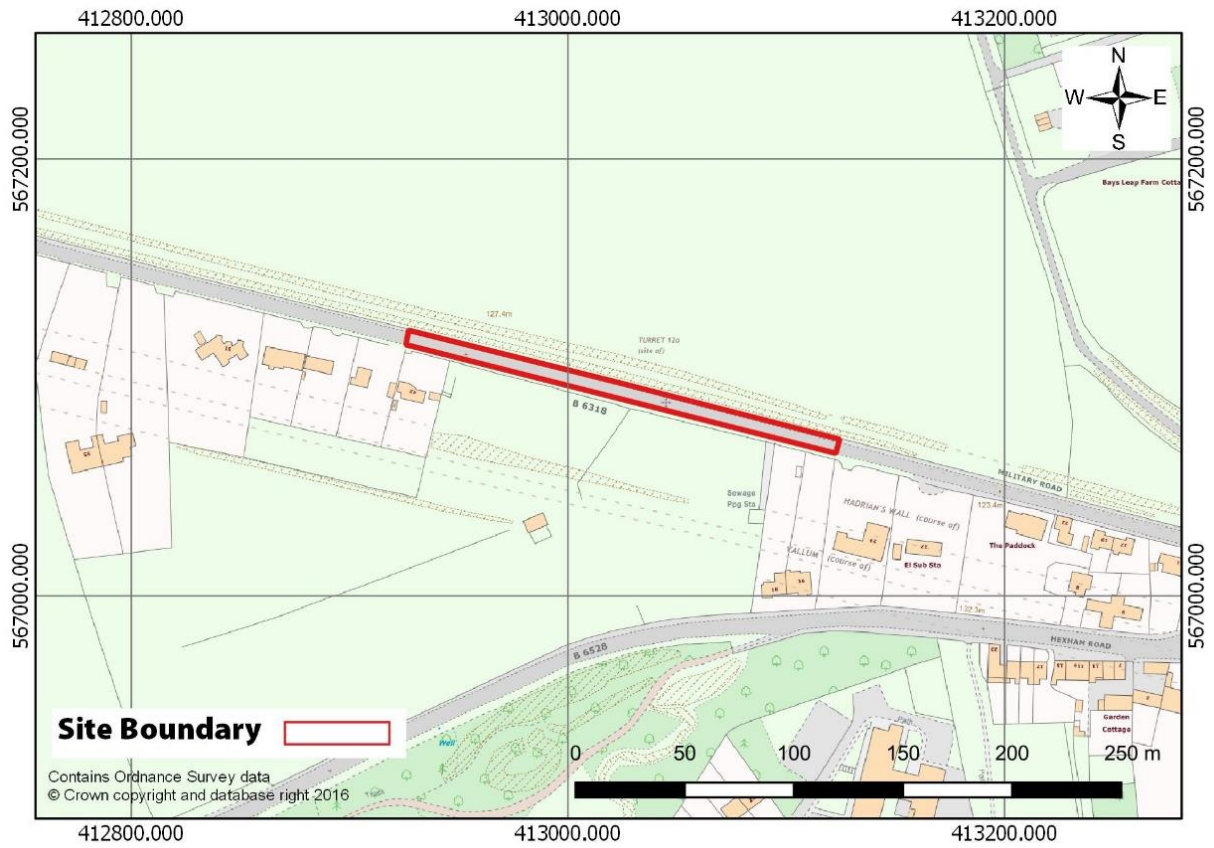 412800.000 413000.000 413200.000
N
W E
S
567200.000 567200.000
Bays Leap Farm Cotta
127.4m
TURRET 12a
(site of)
B 6318
MILITARY ROAD
Sewage
Ppg Sta
HADRIAN'S WALL (course of)
123.4m
The Paddock
VALLUM (course of)
El Sub Sta
567000.000 567000.000
132.3m
HEXHAM ROAD
B 6528
Garden
Cottage
Path
Well
Site Boundary
0 50 100 150 200 250 m
Contains Ordnance Survey data
© Crown copyright and database right 2016
412800.000 413000.000 413200.000